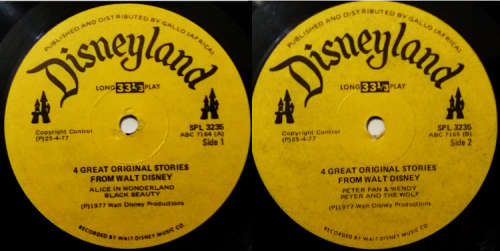 PUBLISHED AND DISTRIBUTED BY GALLO (AFRICA)
Disneyland
LONG 33⅓ PLAY
SPL 3235
ABC 7164 (A)
Side 1
Copyright Control
(P)25-4-77
4 GREAT ORIGINAL STORIES
FROM WALT DISNEY
ALICE IN WONDERLAND
BLACK BEAUTY
(P)1977 Walt Disney Productions
RECORDED BY WALT DISNEY MUSIC CO.
PUBLISHED AND DISTRIBUTED BY GALLO (AFRICA)
Disneyland
LONG 33⅓ PLAY
SPL 3235
Side 2
Copyright Control
(P)25-4-77
4 GREAT ORIGINAL STORIES
FROM WALT DISNEY
PETER PAN & WENDY
PETER AND THE WOLF
(P)1977 Walt Disney Productions
RECORDED BY WALT DISNEY MUSIC CO.